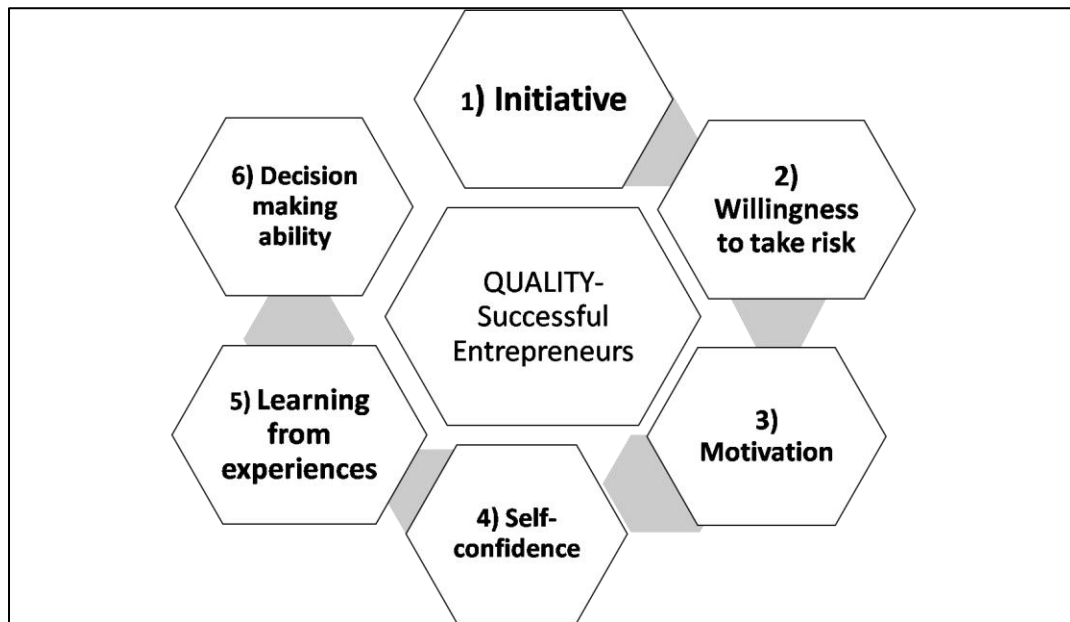 1) Initiative
2)
Willingness
to take risk
3)
Motivation
4) Self-
confidence
5) Learning
from
experiences
6) Decision
making
ability
QUALITY-
Successful
Entrepreneurs